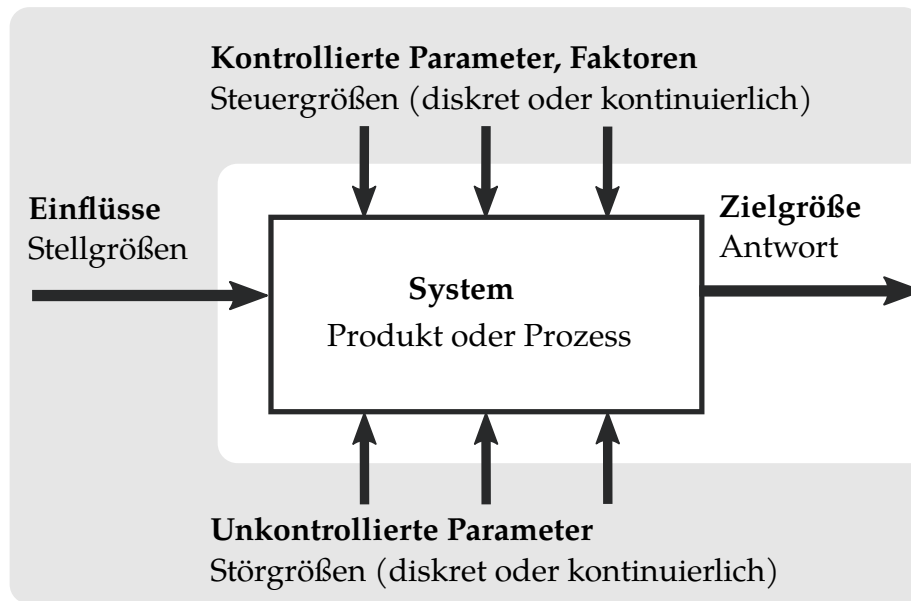 Kontrollierte Parameter, Faktoren
Steuergrößen (diskret oder kontinuierlich)
Einflüsse
Stellgrößen
Zielgröße
Antwort
System
Produkt oder Prozess
Unkontrollierte Parameter
Störgrößen (diskret oder kontinuierlich)